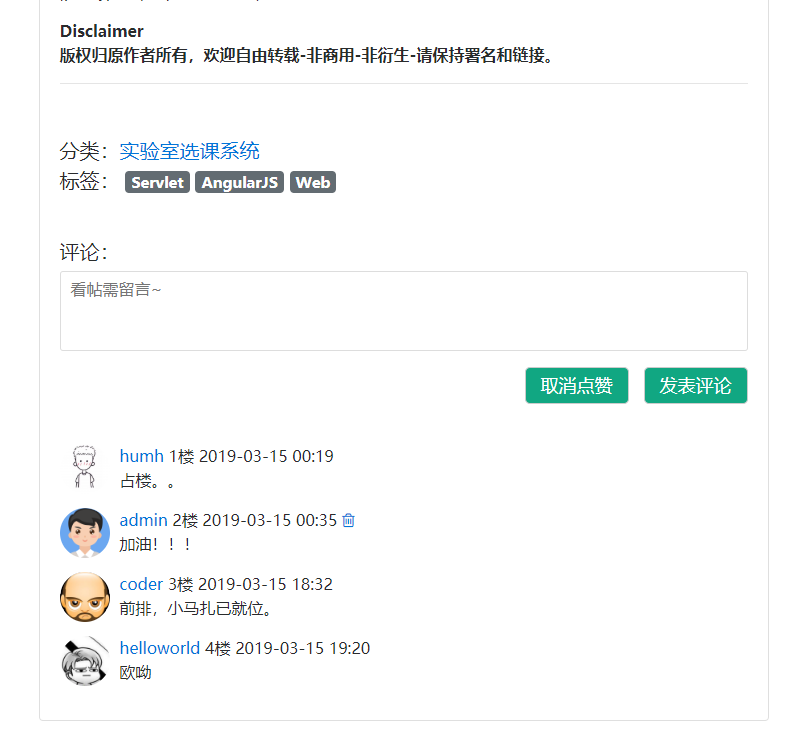 Disclaimer
版权归原作者所有，欢迎自由转载-非商用-非衍生-请保持署名和链接。
分类：实验室选课系统
标签： Servlet AngularJS Web
评论：
看帖需留言~
取消点赞 发表评论
humh 1楼 2019-03-15 00:19
占楼。。
admin 2楼 2019-03-15 00:35
加油！！！
coder 3楼 2019-03-15 18:32
前排，小马扎已就位。
helloworld 4楼 2019-03-15 19:20
欧呦